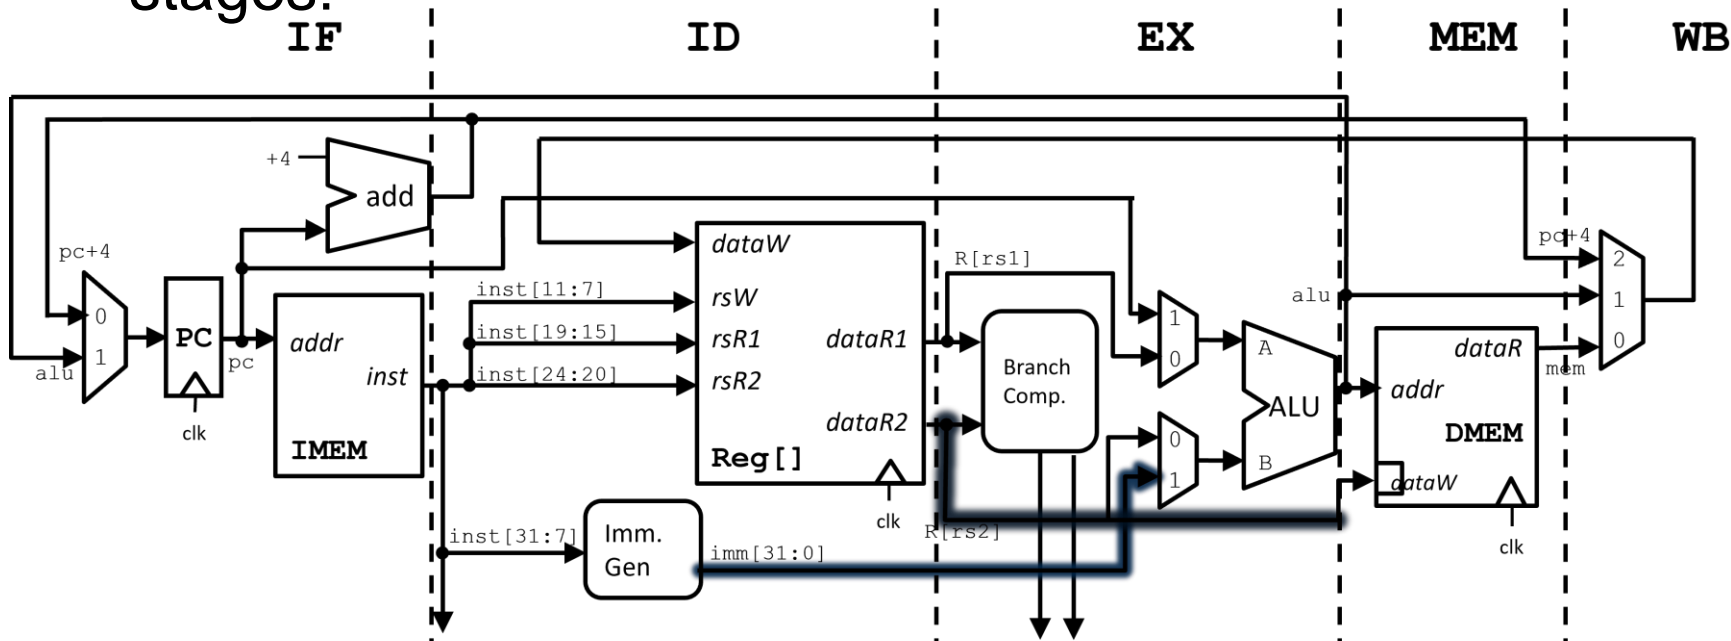 stages.
IF ID EX MEM WB
+4
add
pc+4
0
1
alu
PC
clk
pc
addr
inst
IMEM
inst[11:7]
inst[19:15]
inst[24:20]
inst[31:7]
dataW
rsW
rsR1
rsR2
dataR1
dataR2
Reg[]
clk
Imm.
Gen
imm[31:0]
R[rs1]
R[rs2]
Branch
Comp.
1
0
0
1
A
B
ALU
alu
addr
dataR
DMEM
dataW
clk
pc+4
mem
2
1
0